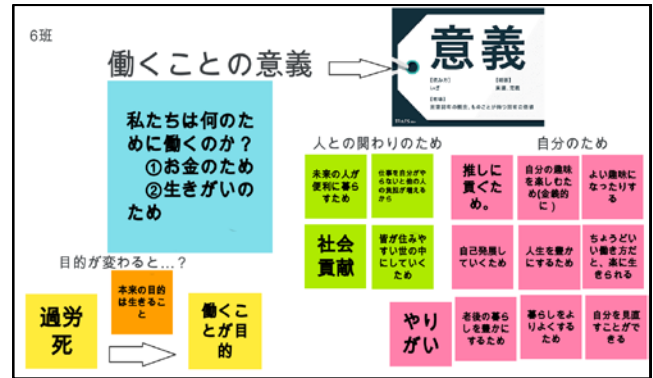 6班
働くことの意義
意義
【読み方】
いぎ
私たちは何のた
めに働くのか?
①お金のため
②生きがいの
ため
人との関わりのため
未来の人が
便利に暮ら
すため
仕事を自分がや
らないと他の人
の負担が増える
から
社会
貢献
皆が住みや
すい世の中
にしていく
ため
自分のため
推しに
貢ぐた
め。
自分の趣味
を楽しむた
め(金銭的
に)
よい趣味に
なったりす
る
自己発展し
ていくため
人生を豊か
にするため
ちょうどい
い働き方だ
と、楽に生
きられる
やり
がい
老後の暮ら
しを豊かに
するため
暮らしをよ
りよくする
ため
自分を見直
すことがで
きる
目的が変わると…?
過労
死
本来の目的
は生きるこ
と
働くこ
とが目
的